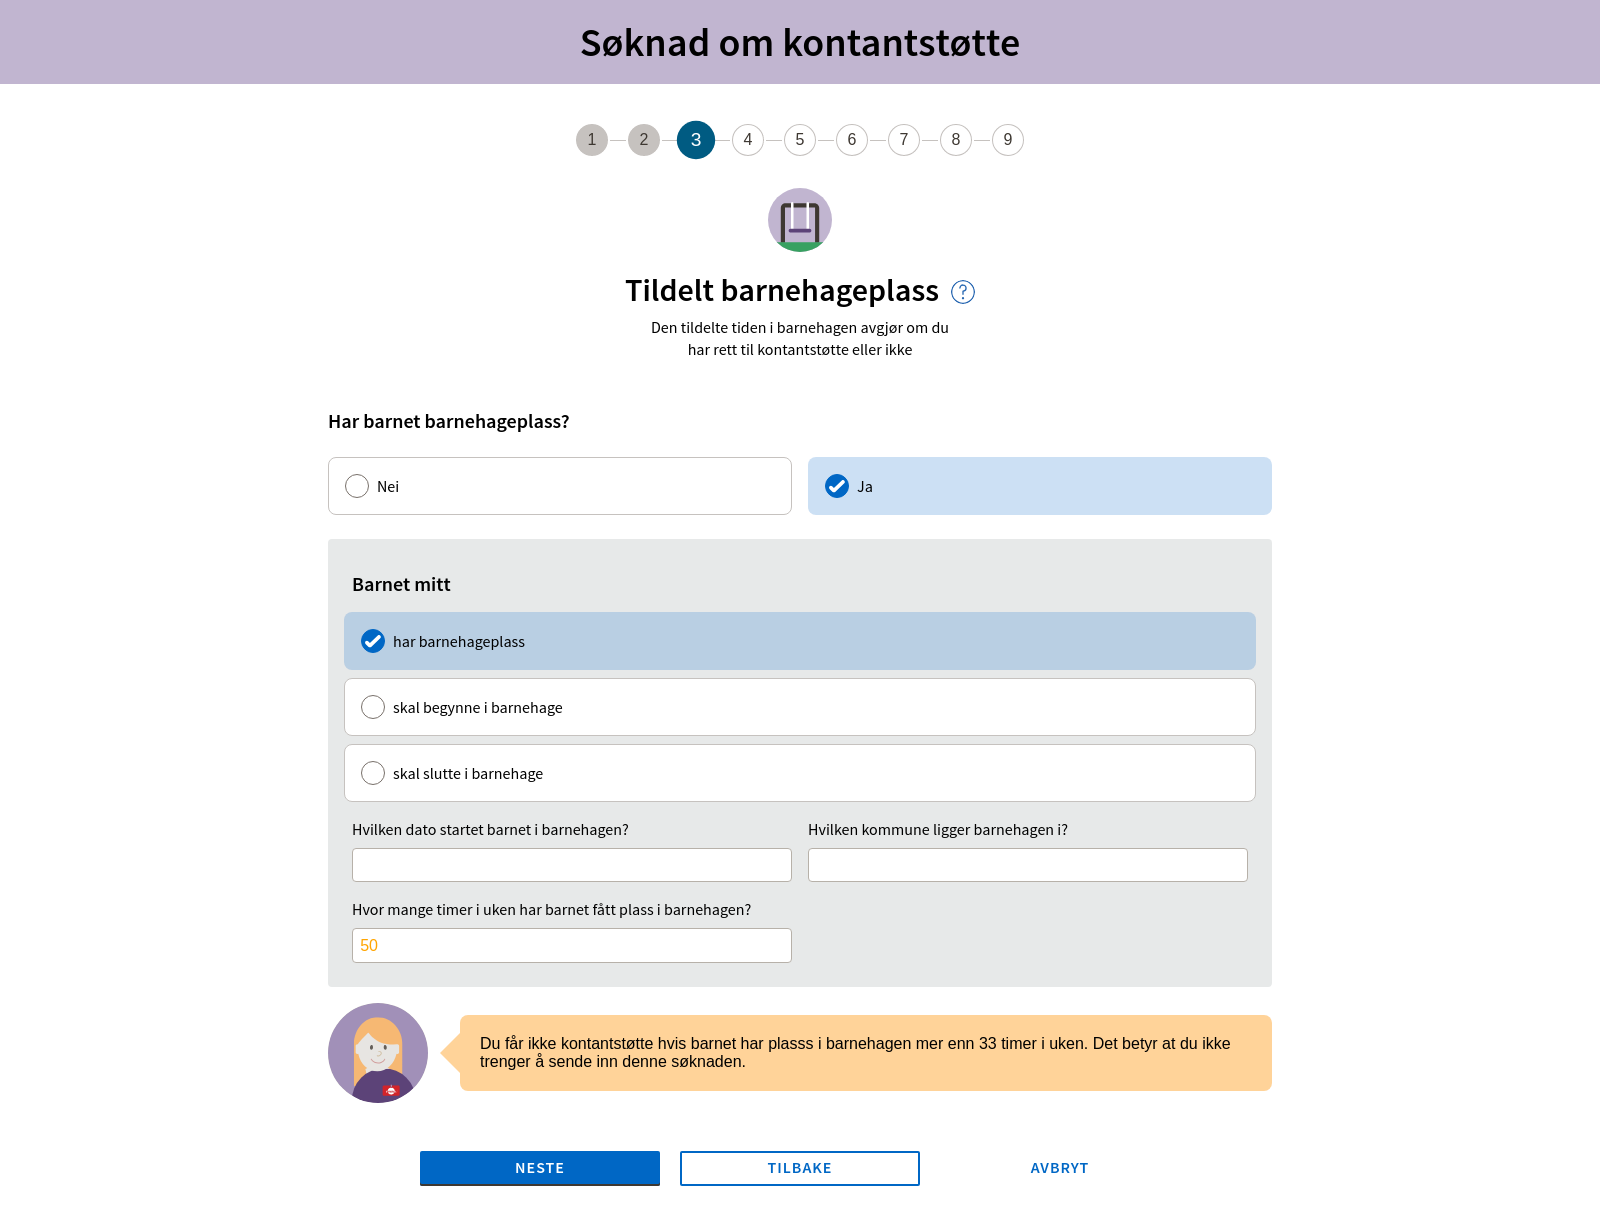 Søknad om kontantstøtte
1 2 3 4 5 6 7 8 9
Tildelt barnehageplass ?
Den tildelte tiden i barnehagen avgjør om du
har rett til kontantstøtte eller ikke
Har barnet barnehageplass?
Nei
Ja
Barnet mitt
har barnehageplass
skal begynne i barnehage
skal slutte i barnehage
Hvilken dato startet barnet i barnehagen?
Hvilken kommune ligger barnehagen i?
Hvor mange timer i uken har barnet fått plass i barnehagen?
50
Du får ikke kontantstøtte hvis barnet har plasss i barnehagen mer enn 33 timer i uken. Det betyr at du ikke
trenger å sende inn denne søknaden.
NESTE
TILBAKE
AVBRYT